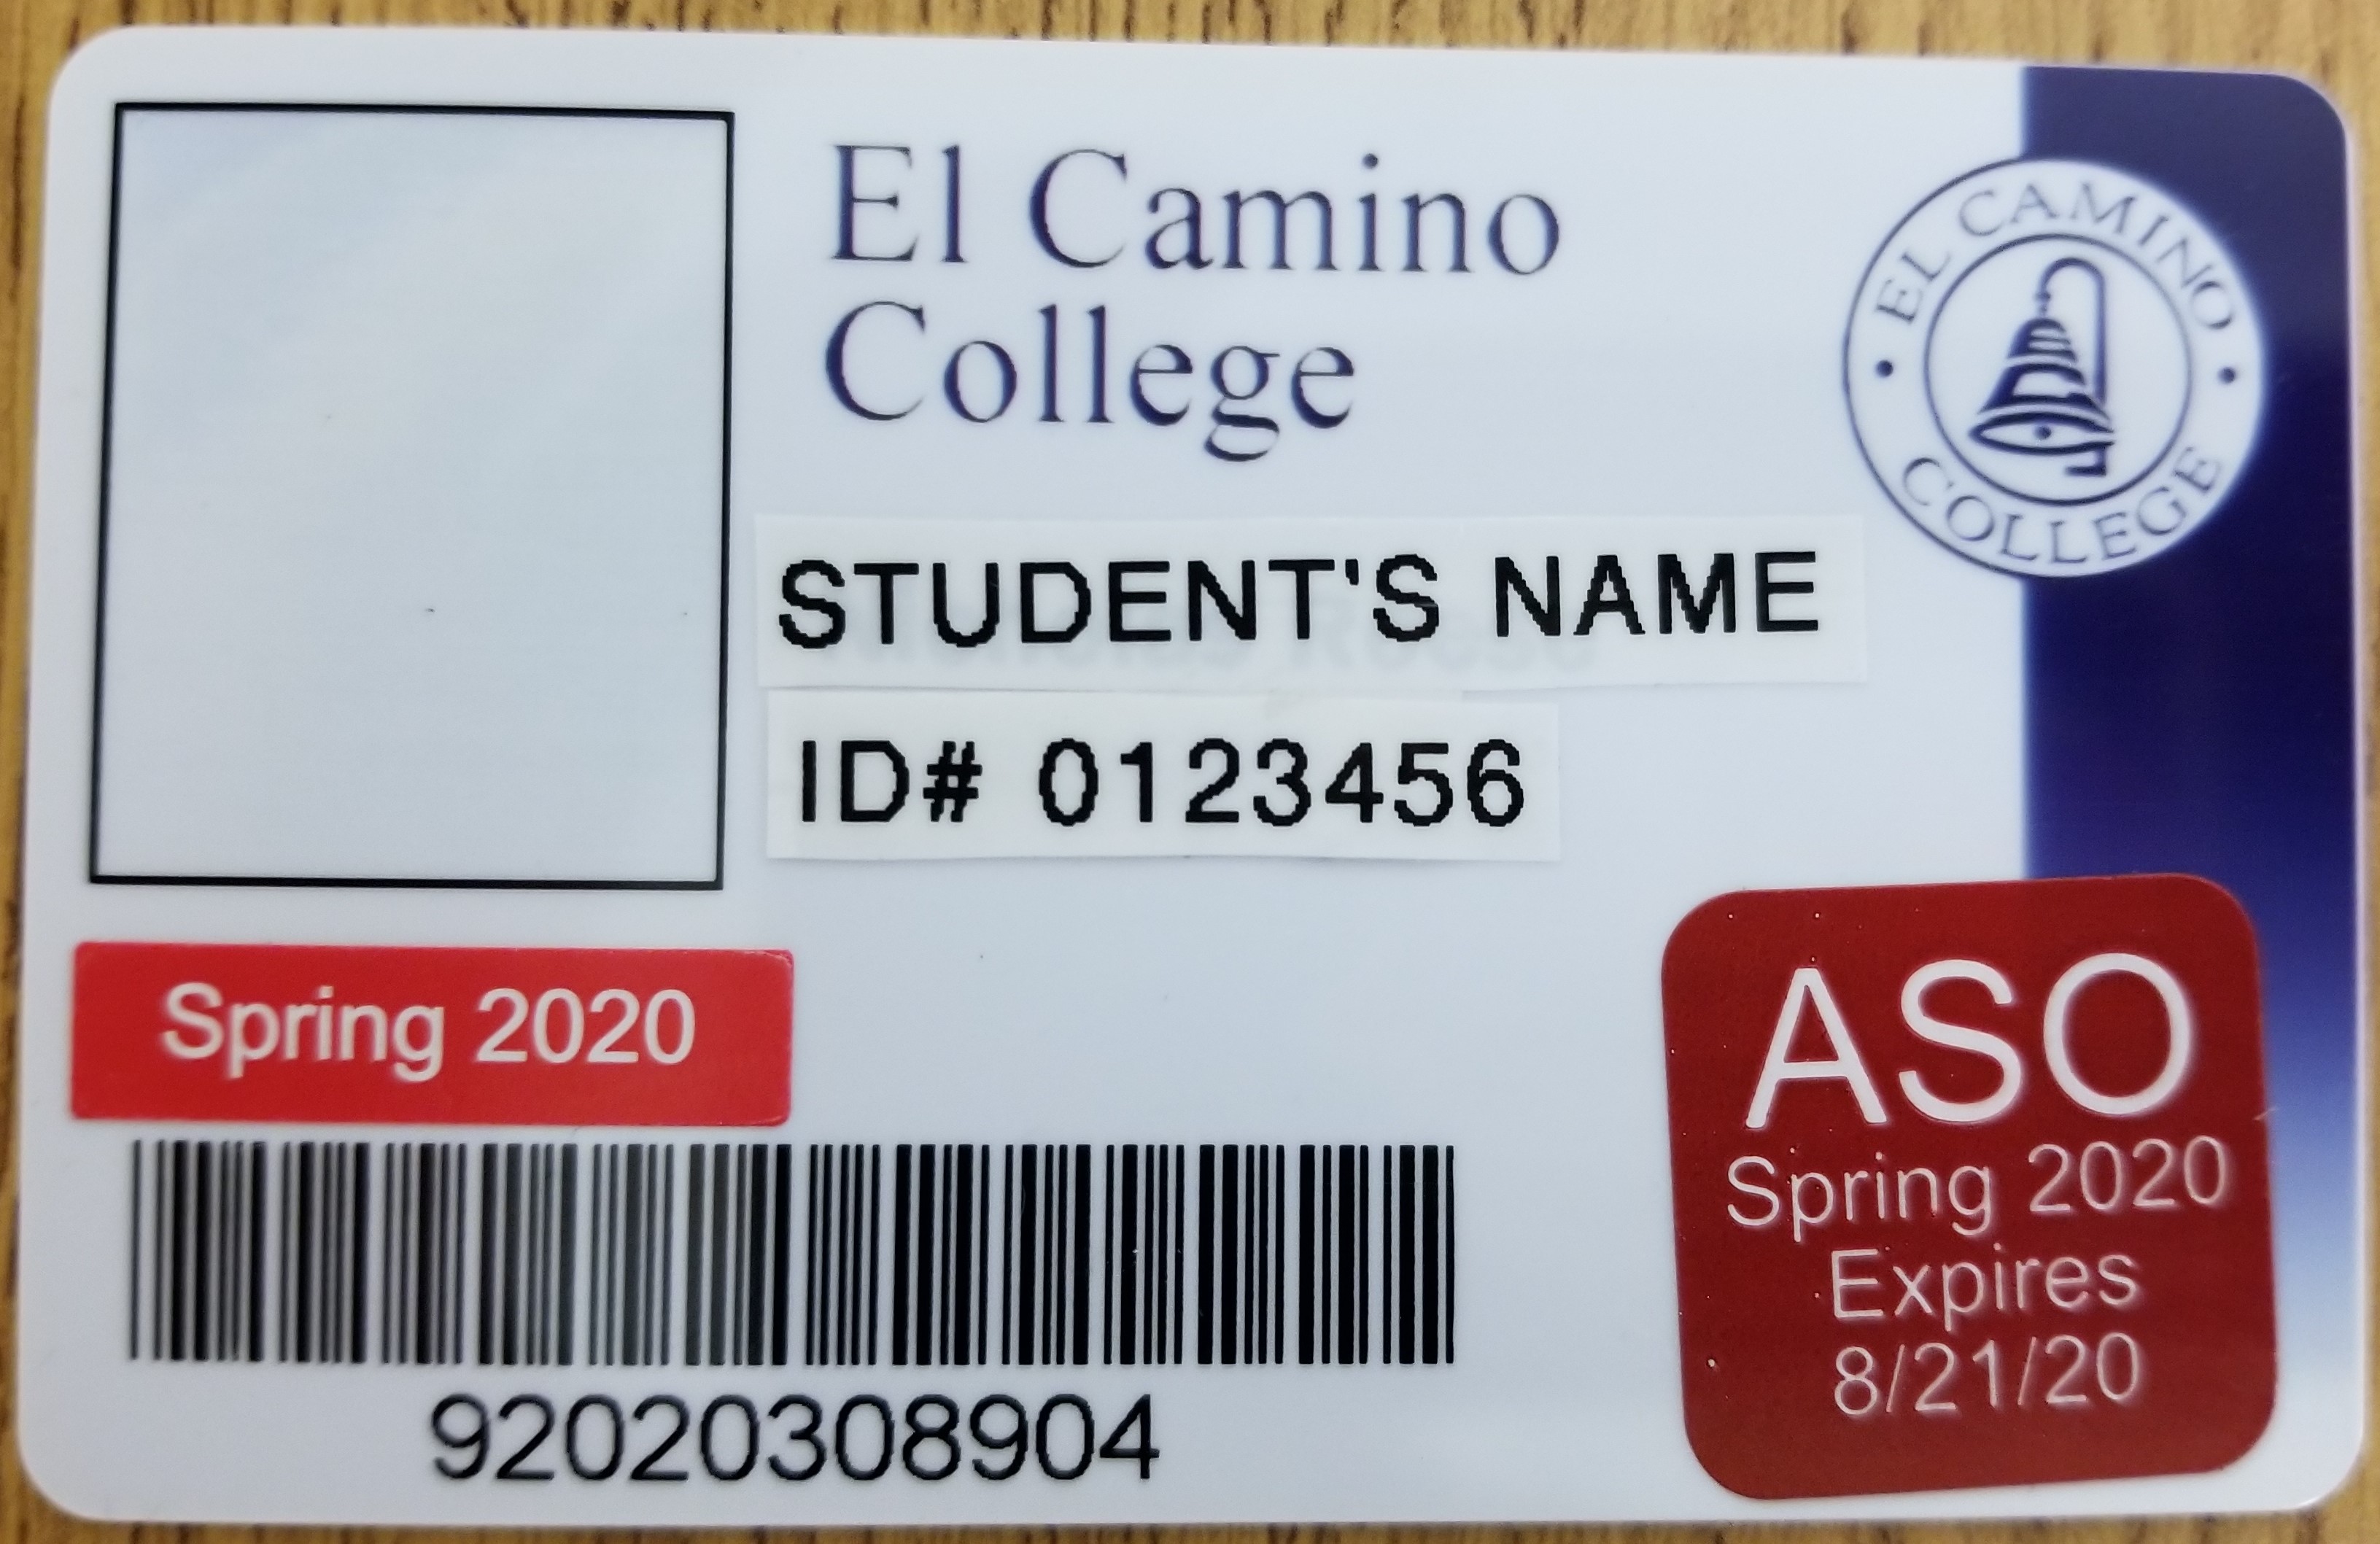 El Camino
College
EL CAMINO
COLLEGE
STUDENT'S NAME
ID# 0123456
Spring 2020
92020308904
ASO
Spring 2020
Expires
8/21/20